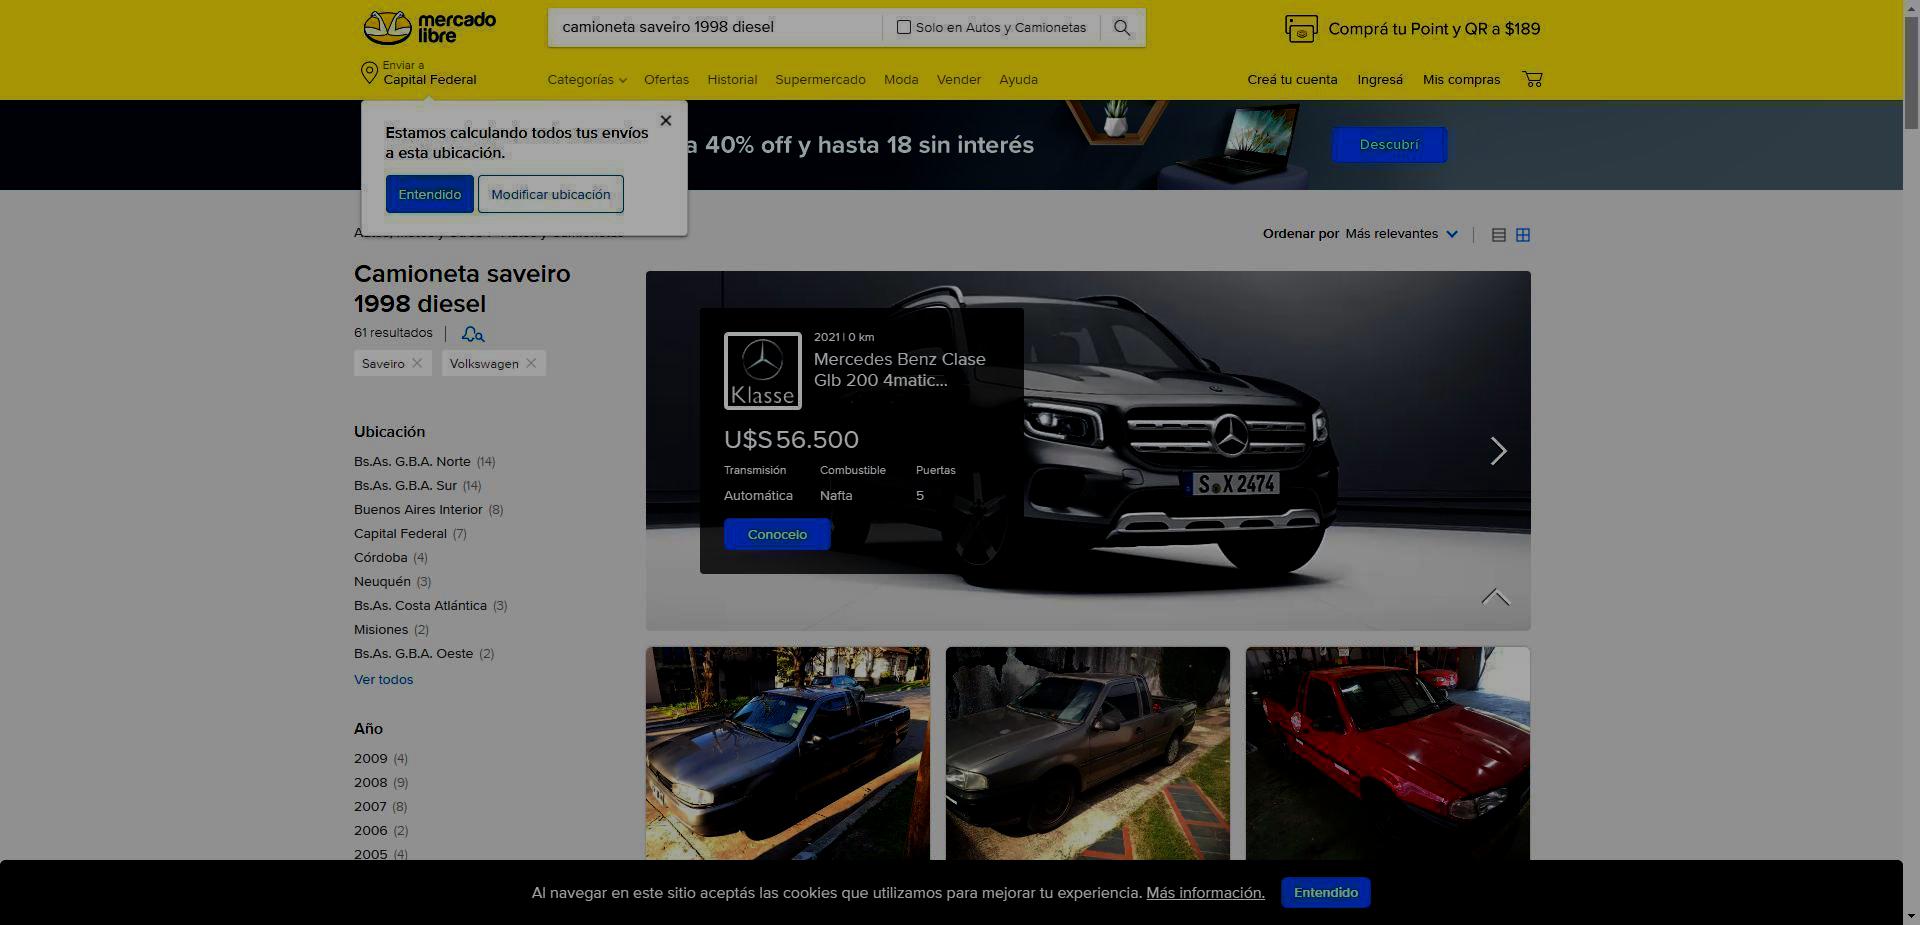 mercado
libre
camioneta saveiro 1998 diesel
Solo en Autos y Camionetas
Comprá tu Point y QR a $189
Enviar a
Capital Federal
Categorías
Ofertas
Historial
Supermercado
Moda
Vender
Ayuda
Creá tu cuenta
Ingresá
Mis compras
Estamos calculando todos tus envíos
a esta ubicación.
Entendido
Modificar ubicación
a 40% off y hasta 18 sin interés
Descubrí
Ordenar por Más relevantes
Camioneta saveiro
1998 diesel
61 resultados
Saveiro
Volkswagen
Ubicación
Bs.As. G.B.A. Norte (14)
Bs.As. G.B.A. Sur (14)
Buenos Aires Interior (8)
Capital Federal (7)
Córdoba (4)
Neuquén (3)
Bs.As. Costa Atlántica (3)
Misiones (2)
Bs.As. G.B.A. Oeste (2)
Ver todos
Año
2009 (4)
2008 (9)
2007 (8)
2006 (2)
2005 (4)
Klasse
2021 | 0 km
Mercedes Benz Clase
Glb 200 4matic...
U$S 56.500
Transmisión
Combustible
Puertas
Automática
Nafta
5
Conocelo
S X 2474
Al navegar en este sitio aceptás las cookies que utilizamos para mejorar tu experiencia. Más información.
Entendido